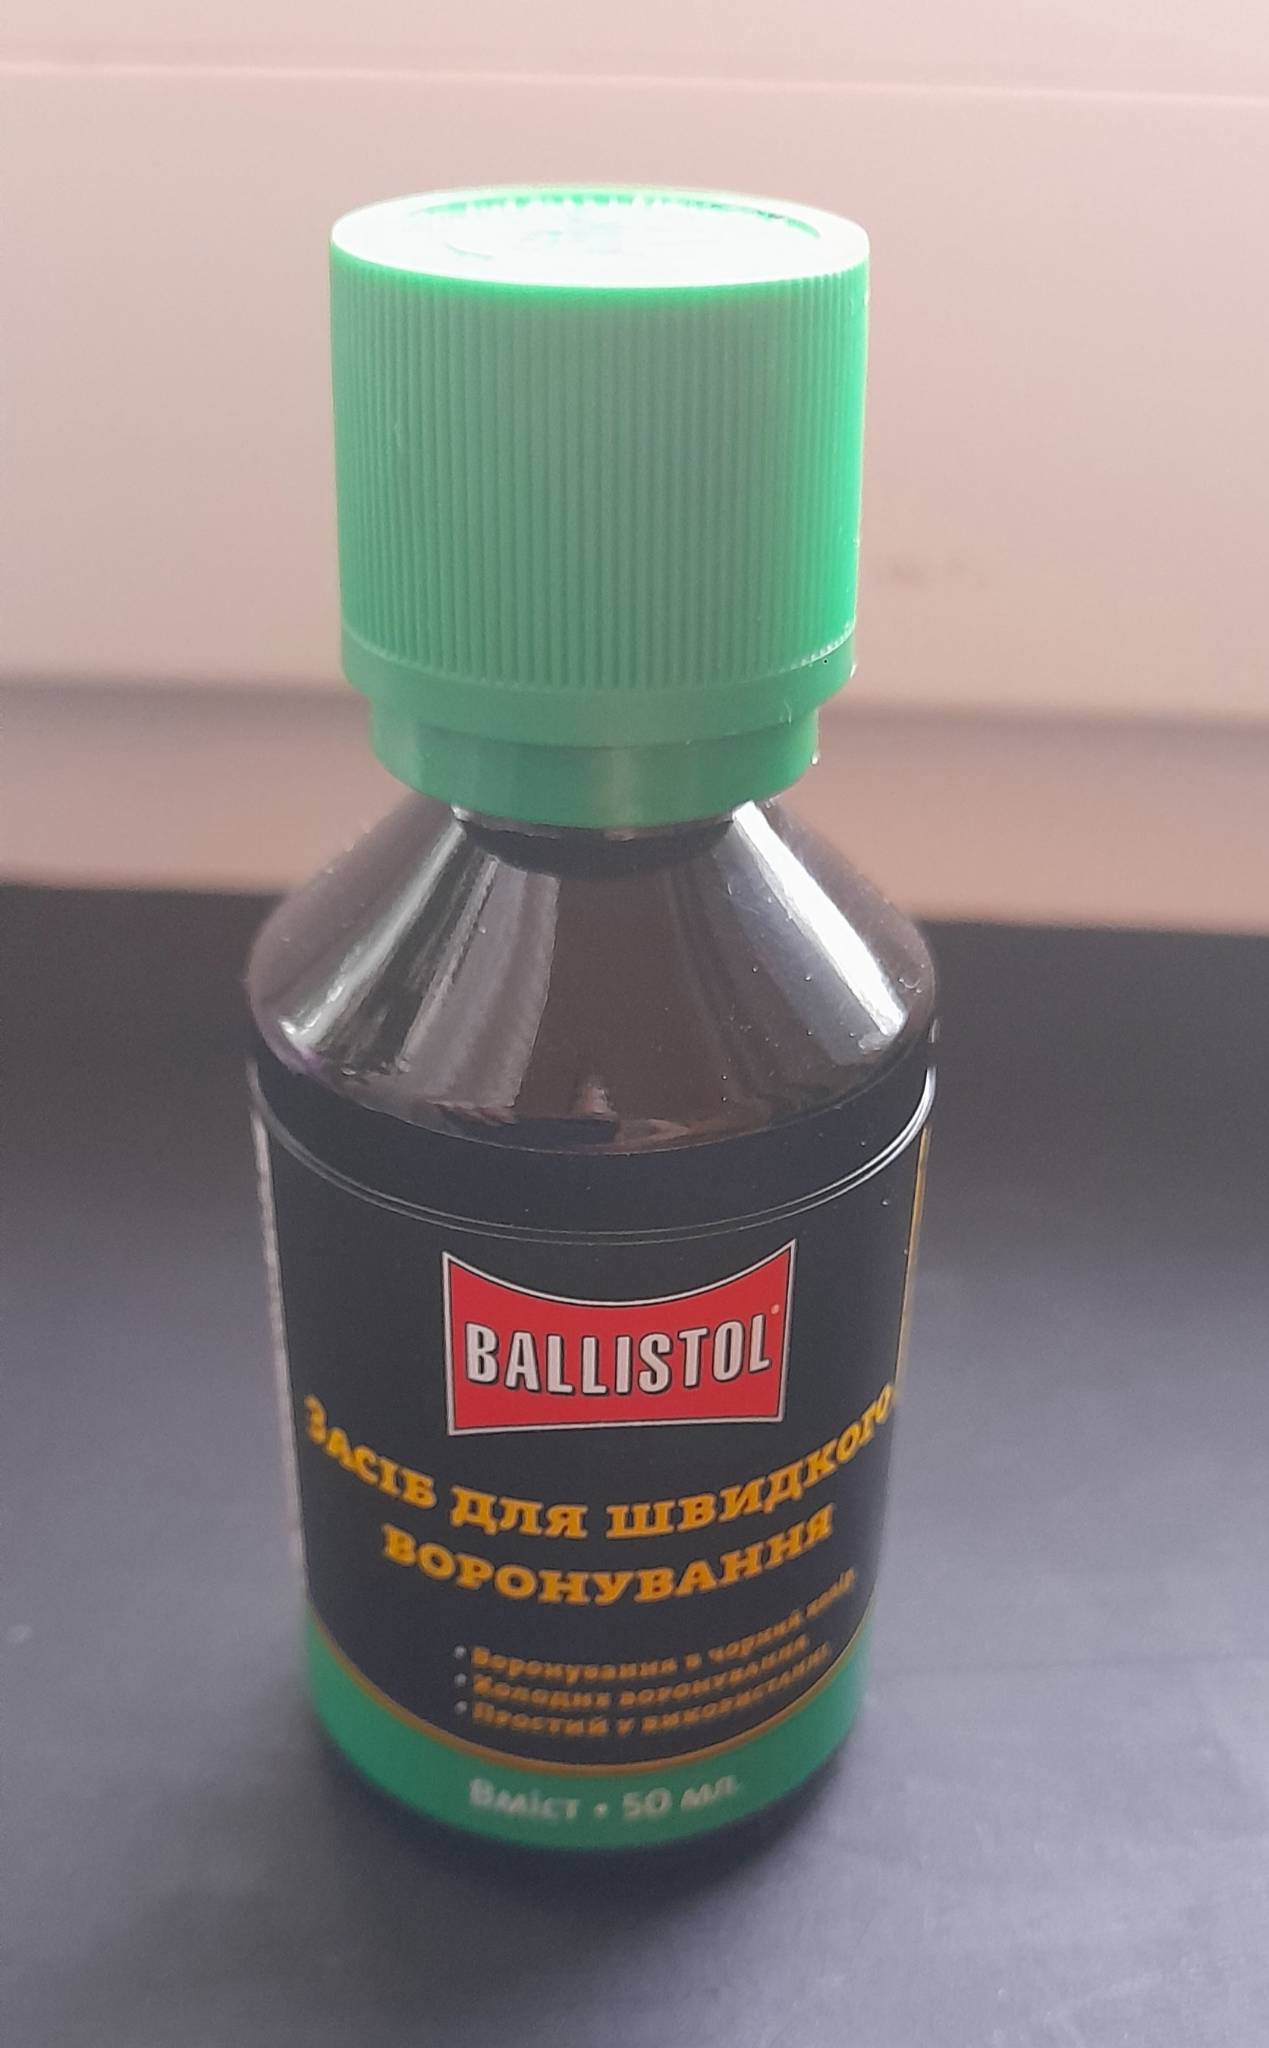 BALLISTOL
ЗАСІБ ДЛЯ ШВИДКОГО
ВОРОНУВАННЯ
• Воронування в чорний колір
• Холодне воронування
• Простий у використанні
Вміст • 50 мл.